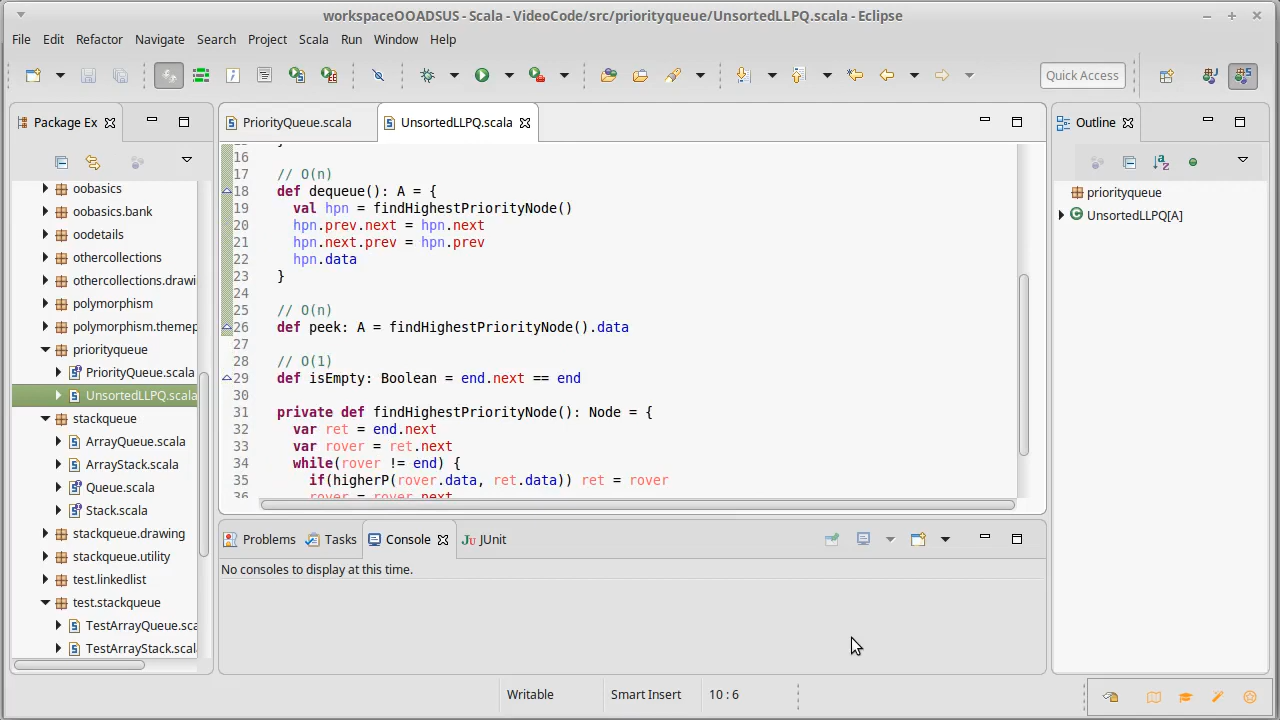 workspaceOOADSUS - Scala - VideoCode/src/priorityqueue/UnsortedLLPQ.scala - Eclipse
File Edit Refactor Navigate Search Project Scala Run Window Help
Quick Access
Package Ex
oobasics
oobasics.bank
oodetails
othercollections
othercollections.drawi
polymorphism
polymorphism.themep
priorityqueue
PriorityQueue.scala
UnsortedLLPQ.scala
stackqueue
ArrayQueue.scala
ArrayStack.scala
Queue.scala
Stack.scala
stackqueue.drawing
stackqueue.utility
test.linkedlist
test.stackqueue
TestArrayQueue.sca
TestArrayStack.scal
PriorityQueue.scala UnsortedLLPQ.scala
16
17 // O(n)
18 def dequeue(): A = {
19 val hpn = findHighestPriorityNode()
20 hpn.prev.next = hpn.next
21 hpn.next.prev = hpn.prev
22 hpn.data
23 }
24
25 // O(n)
26 def peek: A = findHighestPriorityNode().data
27
28 // O(1)
29 def isEmpty: Boolean = end.next == end
30
31 private def findHighestPriorityNode(): Node = {
32 var ret = end.next
33 var rover = ret.next
34 while(rover != end) {
35 if(higherP(rover.data, ret.data)) ret = rover
36 rover = rover.next
Outline
priorityqueue
UnsortedLLPQ[A]
Problems Tasks Console JUnit
No consoles to display at this time.
Writable Smart Insert 10 : 6